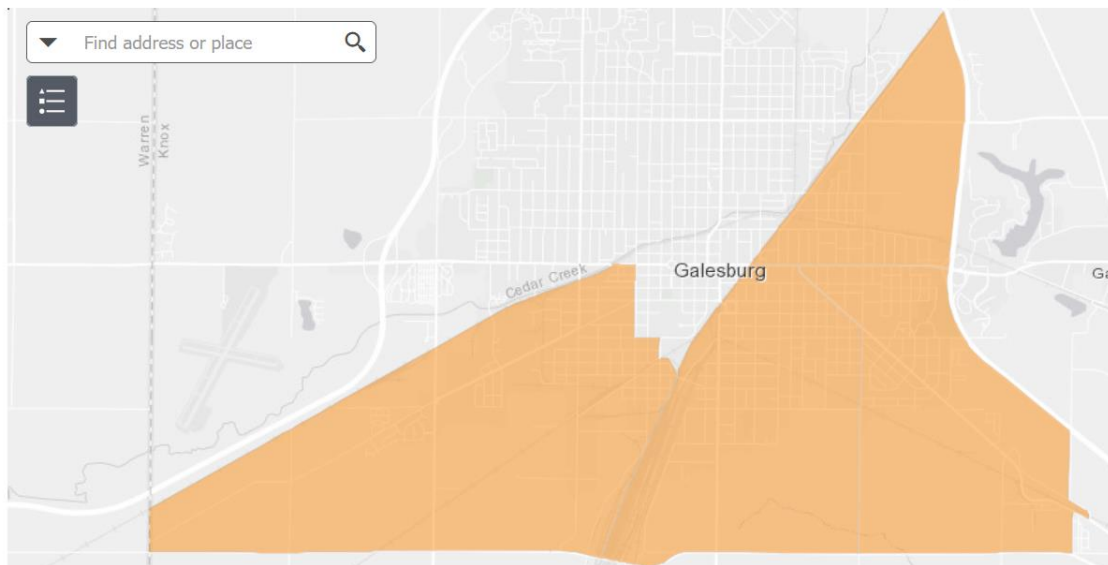 Find address or place
Warren
Knox
Cedar Creek
Galesburg
Ga